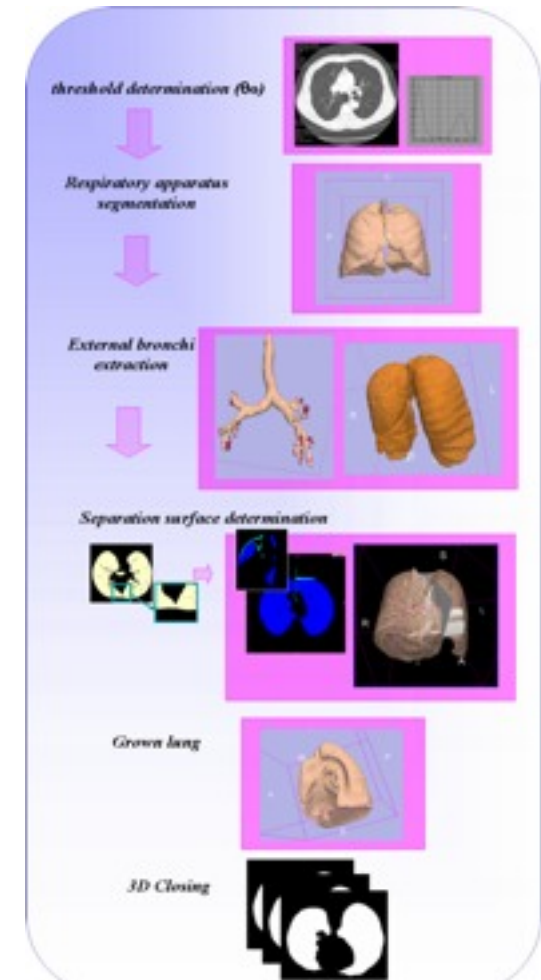 threshold determination (θ₀)
Respiratory apparatus
segmentation
External bronchi
extraction
Separation surface determination
Grown lung
3D Closing